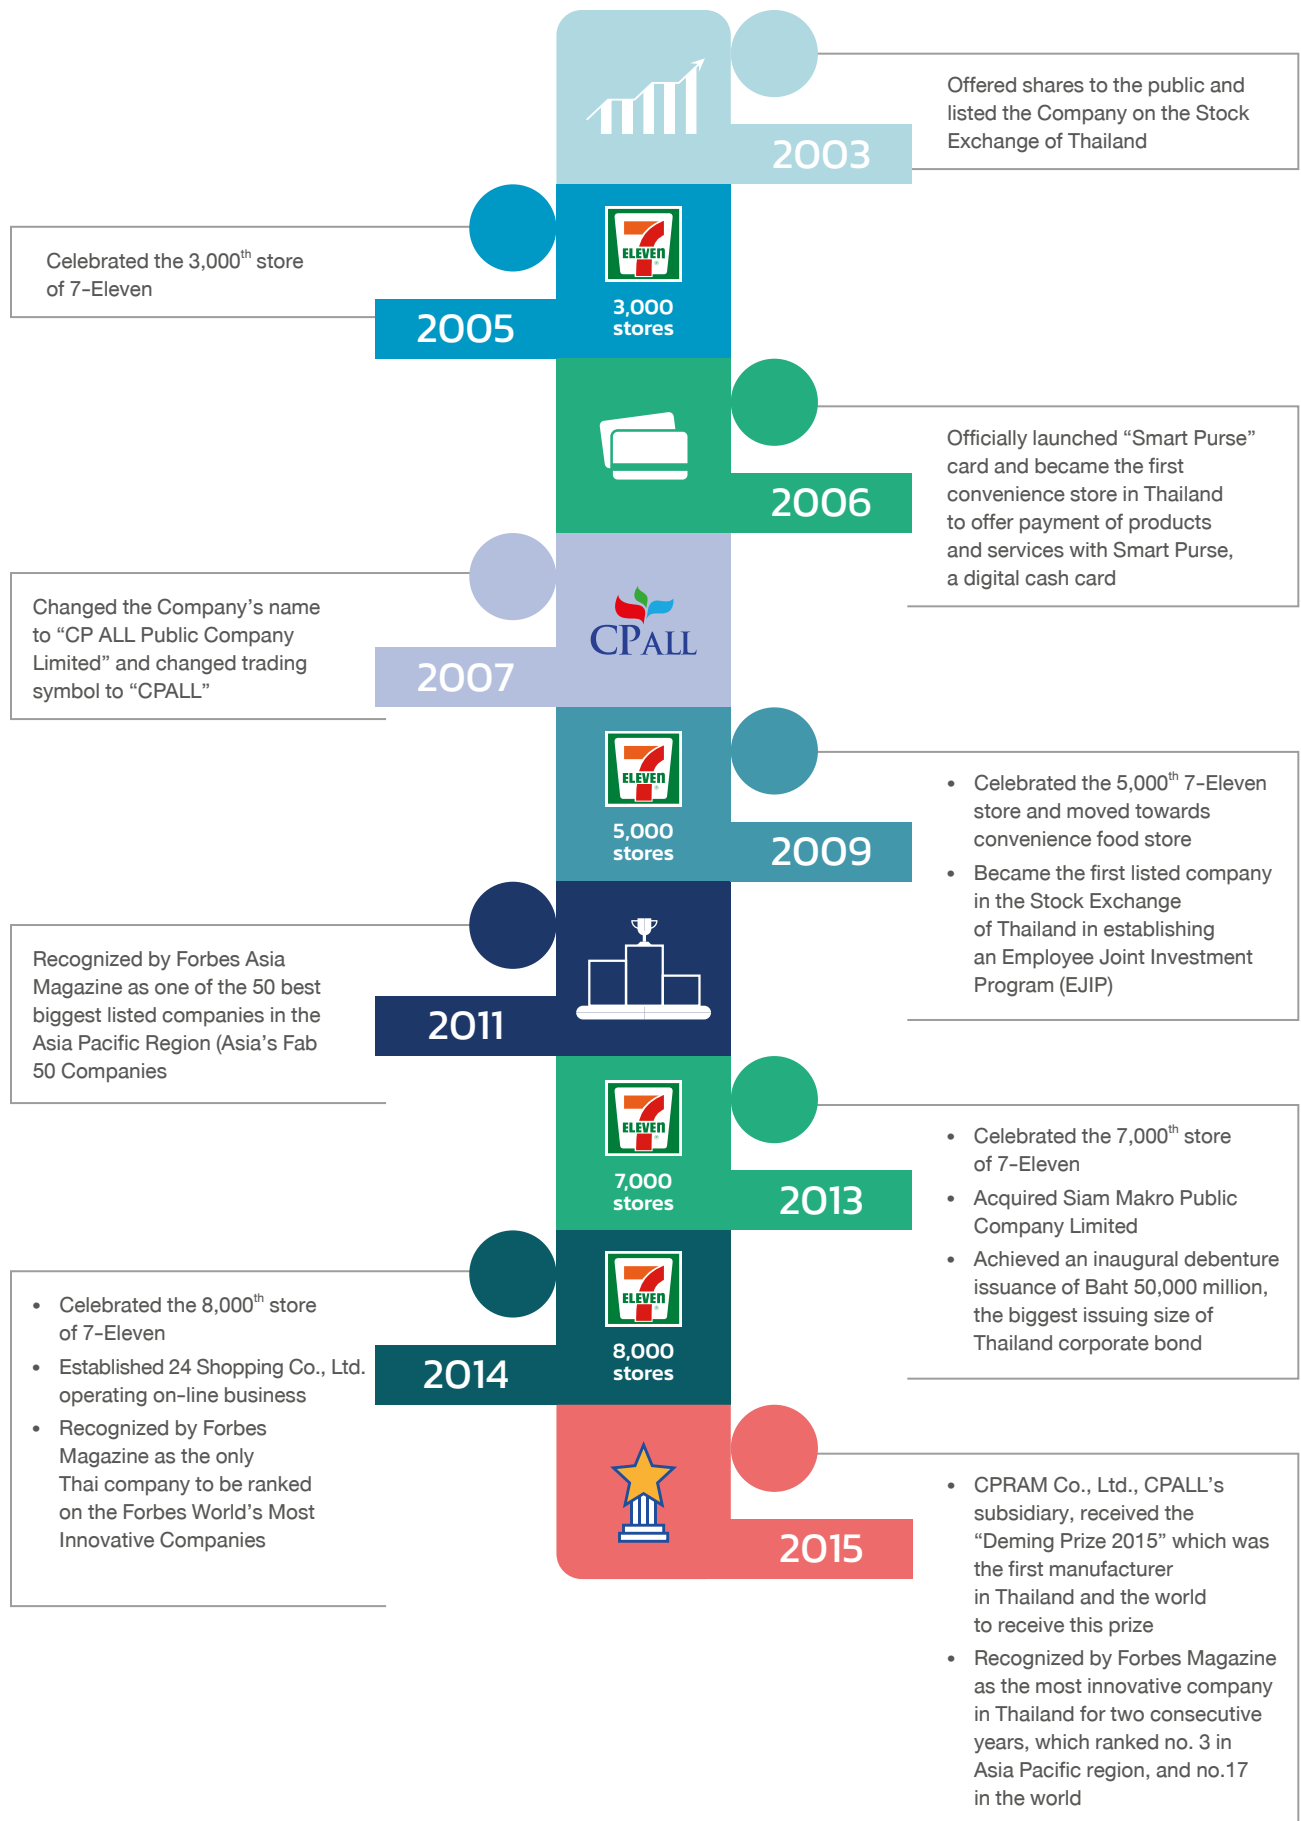 Offered shares to the public and
listed the Company on the Stock
Exchange of Thailand
2003
Celebrated the 3,000th store
of 7-Eleven
2005
7
ELEVEn
®
3,000
stores
Officially launched “Smart Purse”
card and became the first
convenience store in Thailand
to offer payment of products
and services with Smart Purse,
a digital cash card
2006
Changed the Company’s name
to “CP ALL Public Company
Limited” and changed trading
symbol to “CPALL”
2007
CPALL
7
ELEVEn
®
5,000
stores
2009
• Celebrated the 5,000th 7-Eleven
store and moved towards
convenience food store
• Became the first listed company
in the Stock Exchange
of Thailand in establishing
an Employee Joint Investment
Program (EJIP)
Recognized by Forbes Asia
Magazine as one of the 50 best
biggest listed companies in the
Asia Pacific Region (Asia’s Fab
50 Companies
2011
7
ELEVEn
®
7,000
stores
2013
• Celebrated the 7,000th store
of 7-Eleven
• Acquired Siam Makro Public
Company Limited
• Achieved an inaugural debenture
issuance of Baht 50,000 million,
the biggest issuing size of
Thailand corporate bond
• Celebrated the 8,000th store
of 7-Eleven
• Established 24 Shopping Co., Ltd.
operating on-line business
• Recognized by Forbes
Magazine as the only
Thai company to be ranked
on the Forbes World’s Most
Innovative Companies
2014
7
ELEVEn
®
8,000
stores
2015
• CPRAM Co., Ltd., CPALL’s
subsidiary, received the
“Deming Prize 2015” which was
the first manufacturer
in Thailand and the world
to receive this prize
• Recognized by Forbes Magazine
as the most innovative company
in Thailand for two consecutive
years, which ranked no. 3 in
Asia Pacific region, and no.17
in the world